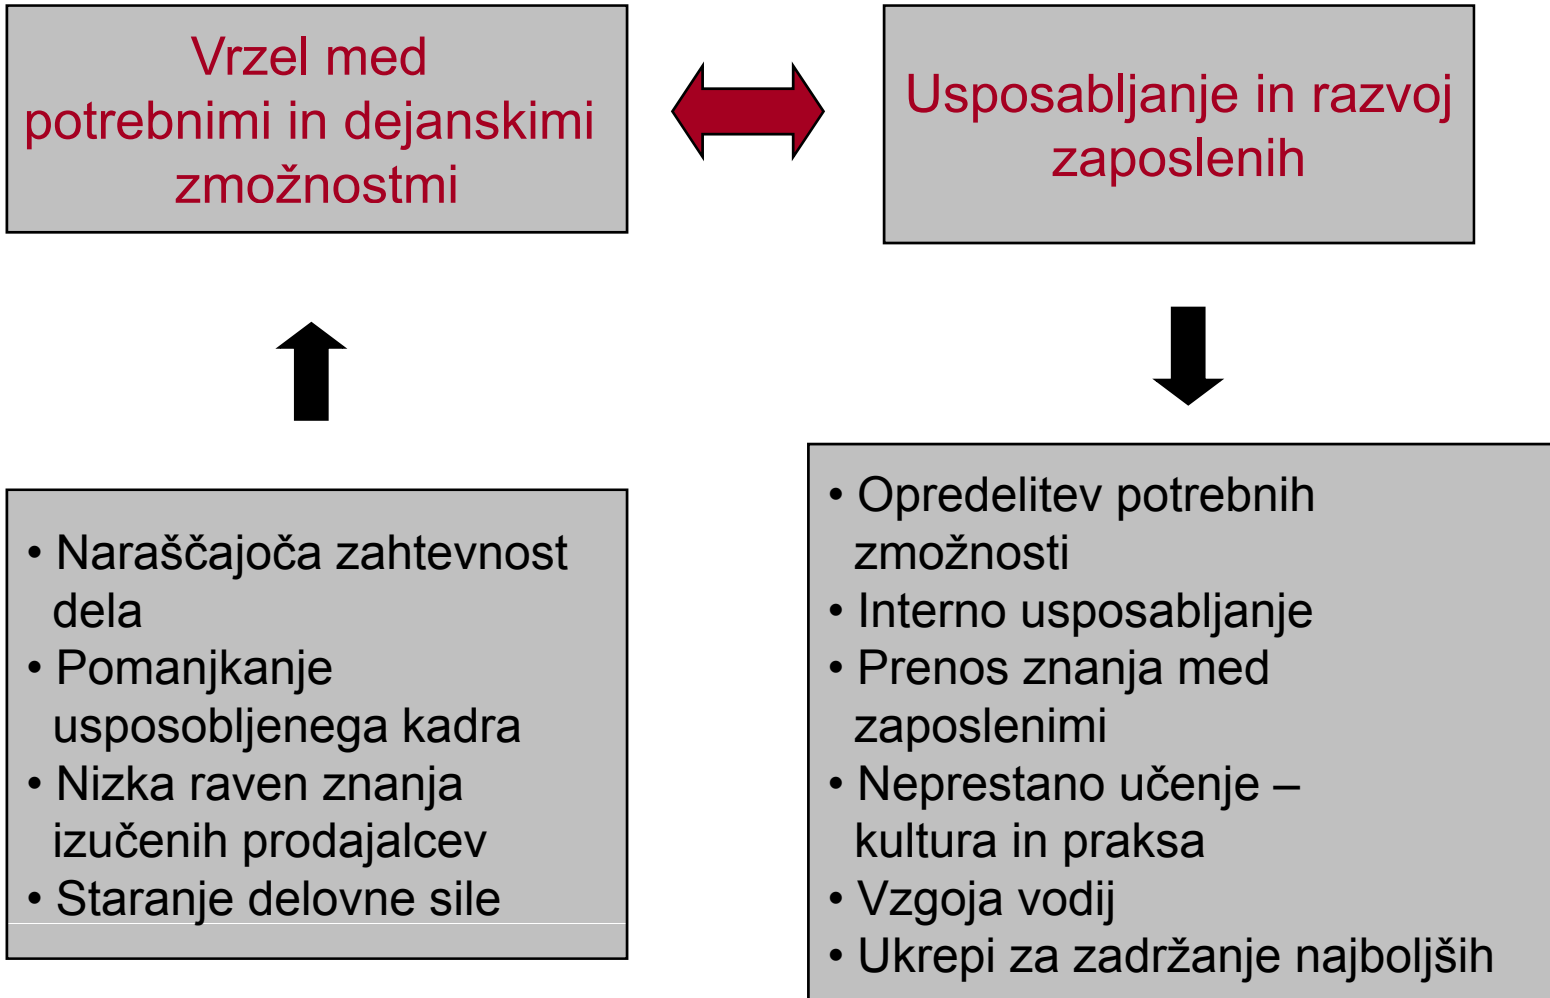 Vrzel med
potrebnimi in dejanskimi
zmožnostmi
Usposabljanje in razvoj
zaposlenih
• Naraščajoča zahtevnost
dela
• Pomanjkanje
usposobljenega kadra
• Nizka raven znanja
izučenih prodajalcev
• Staranje delovne sile
• Opredelitev potrebnih
zmožnosti
• Interno usposabljanje
• Prenos znanja med
zaposlenimi
• Neprestano učenje –
kultura in praksa
• Vzgoja vodij
• Ukrepi za zadržanje najboljših